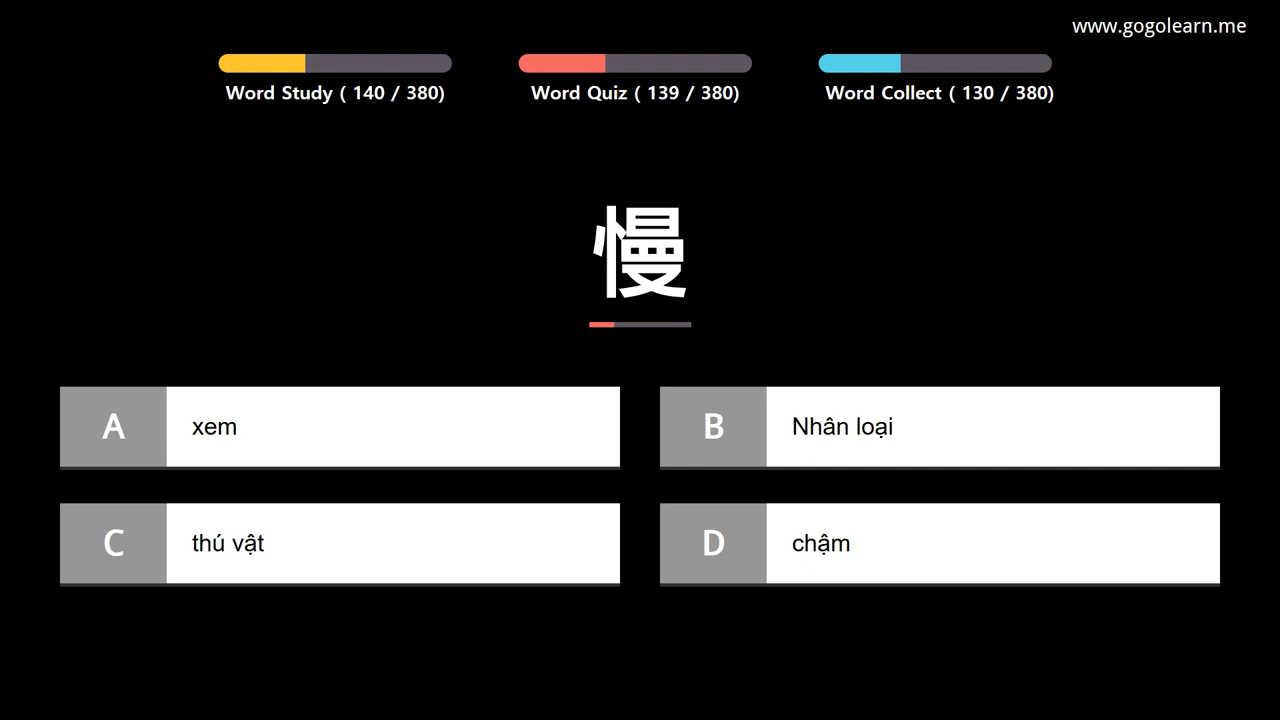 www.gogolearn.me
Word Study ( 140 / 380)
Word Quiz ( 139 / 380)
Word Collect ( 130 / 380)
慢
A xem
B Nhân loại
C thú vật
D chậm